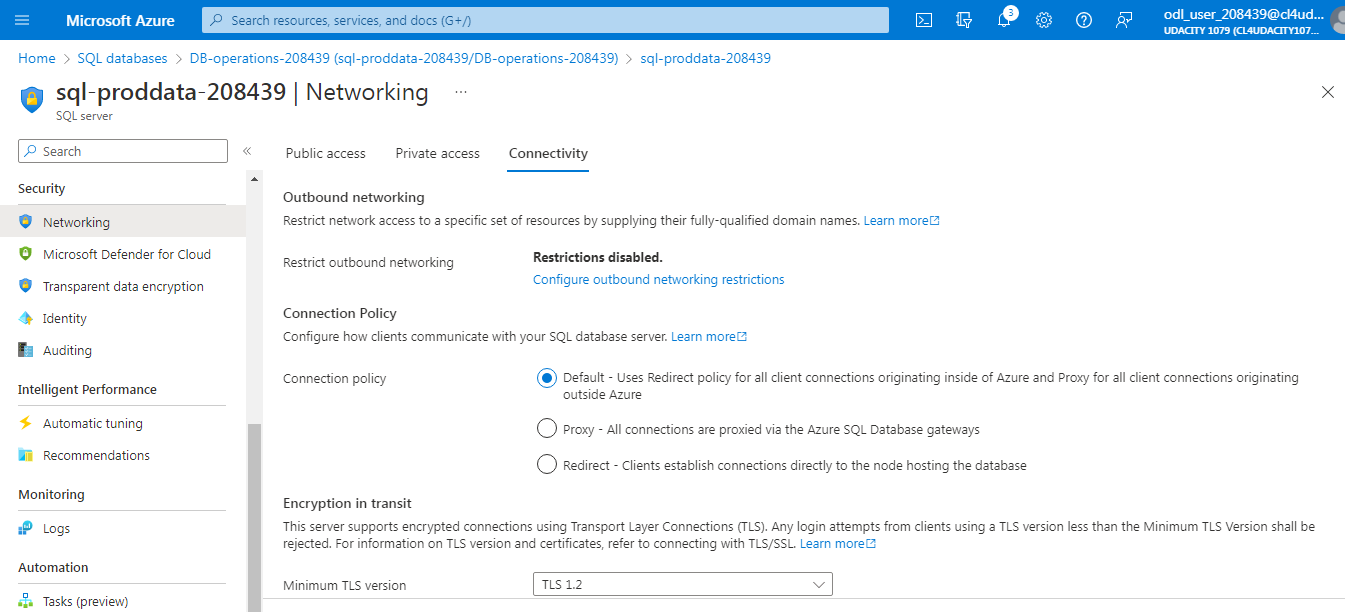 Microsoft Azure
Search resources, services, and docs (G+/)
3
odl_user_208439@cl4ud...
UDACITY 1079 (CL4UDACITY107...
Home > SQL databases > DB-operations-208439 (sql-proddata-208439/DB-operations-208439) > sql-proddata-208439
sql-proddata-208439 | Networking ...
SQL server
Search
«
Security
Networking
Microsoft Defender for Cloud
Transparent data encryption
Identity
Auditing
Intelligent Performance
Automatic tuning
Recommendations
Monitoring
Logs
Automation
Tasks (preview)
Public access Private access Connectivity
Outbound networking
Restrict network access to a specific set of resources by supplying their fully-qualified domain names. Learn more
Restrict outbound networking
Restrictions disabled.
Configure outbound networking restrictions
Connection Policy
Configure how clients communicate with your SQL database server. Learn more
Connection policy
Default - Uses Redirect policy for all client connections originating inside of Azure and Proxy for all client connections originating
outside Azure
Proxy - All connections are proxied via the Azure SQL Database gateways
Redirect - Clients establish connections directly to the node hosting the database
Encryption in transit
This server supports encrypted connections using Transport Layer Connections (TLS). Any login attempts from clients using a TLS version less than the Minimum TLS Version shall be
rejected. For information on TLS version and certificates, refer to connecting with TLS/SSL. Learn more
Minimum TLS version
TLS 1.2